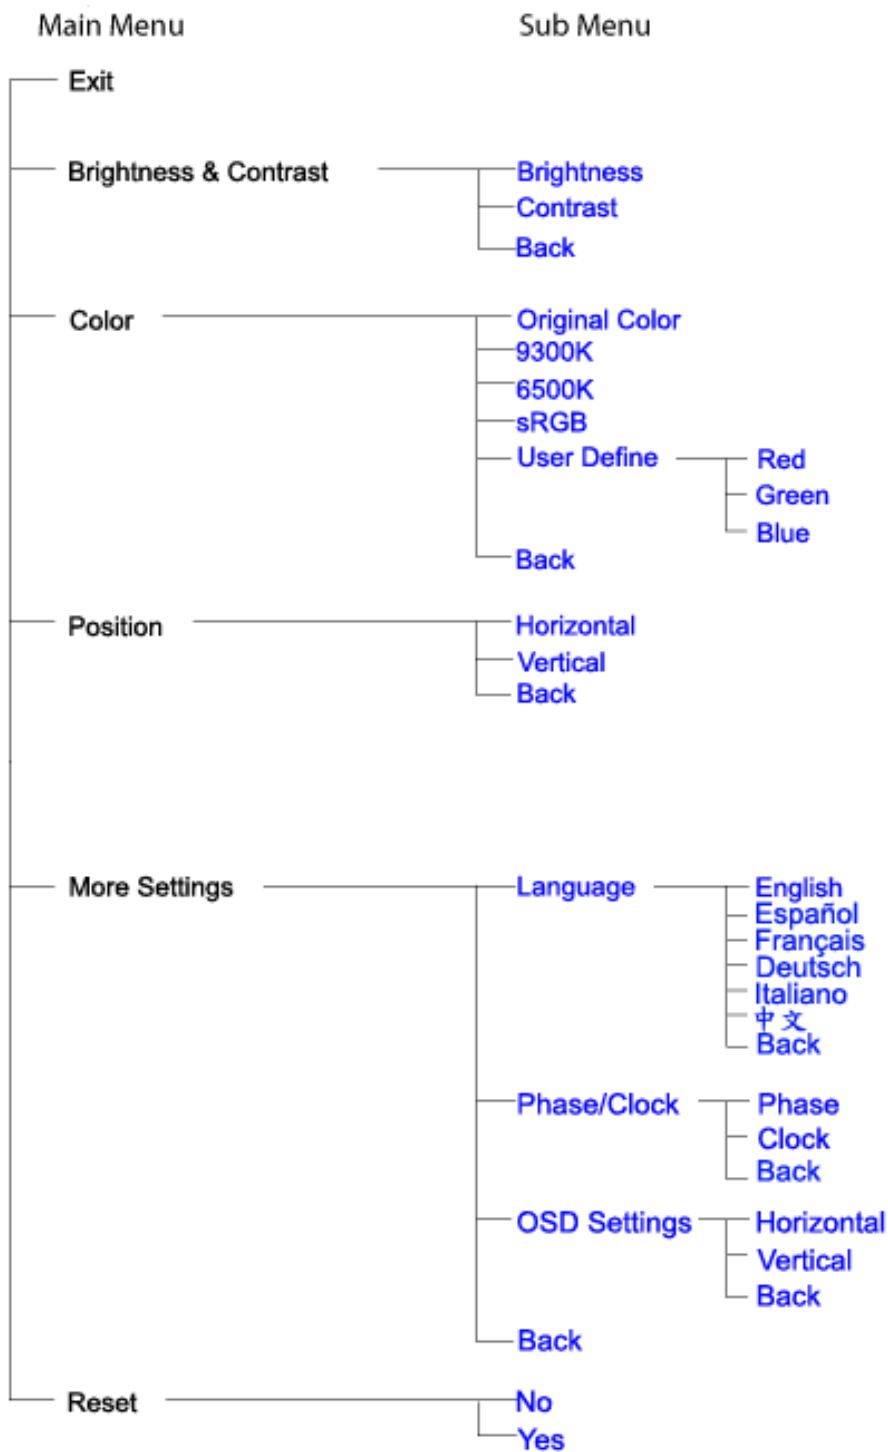 Main Menu Sub Menu
Exit
Brightness & Contrast Brightness
Contrast
Back
Color Original Color
9300K
6500K
sRGB
User Define Red
Green
Blue
Back
Position Horizontal
Vertical
Back
More Settings Language English
Español
Français
Deutsch
Italiano
中文
Back
Phase/Clock Phase
Clock
Back
OSD Settings Horizontal
Vertical
Back
Back
Reset No
Yes